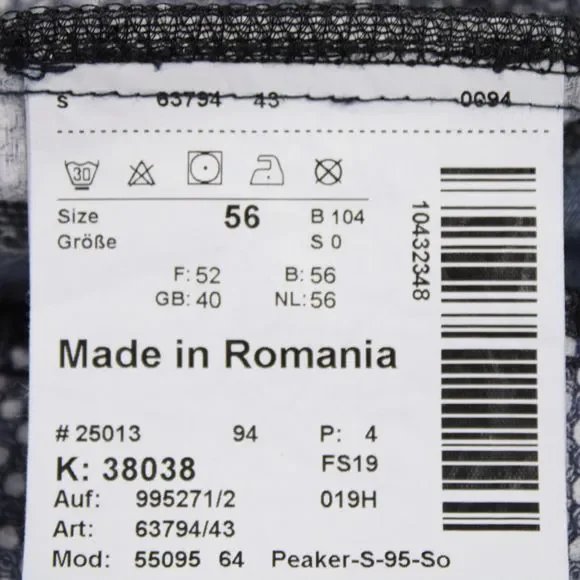 S 63794 43 0094
30
Size 56 B 104
Größe S 0
F: 52 B: 56
GB: 40 NL: 56
10432348
Made in Romania
# 25013 94 P: 4
K: 38038 FS19
Auf: 995271/2 019H
Art: 63794/43
Mod: 55095 64 Peaker-S-95-So